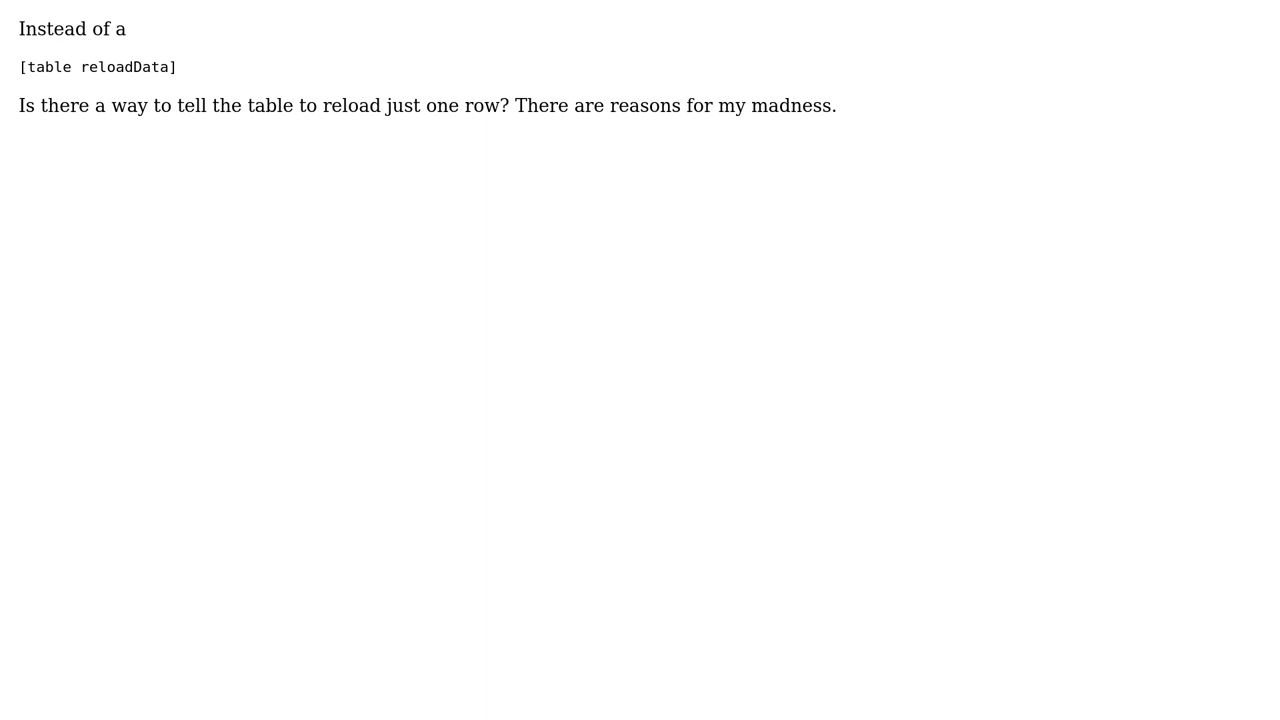 Instead of a
[table reloadData]
Is there a way to tell the table to reload just one row? There are reasons for my madness.